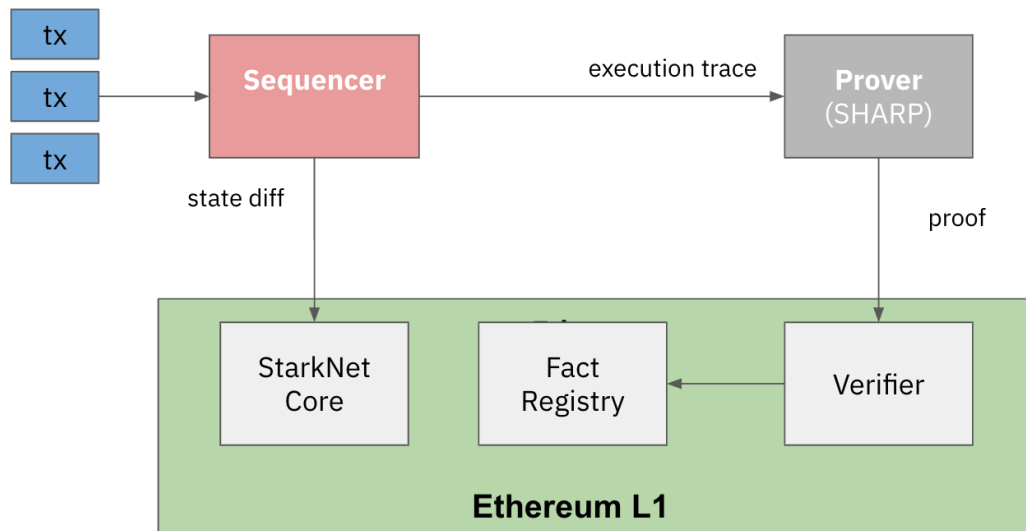 tx
tx
tx
Sequencer
execution trace
Prover
(SHARP)
state diff
proof
StarkNet
Core
Fact
Registry
Verifier
Ethereum L1